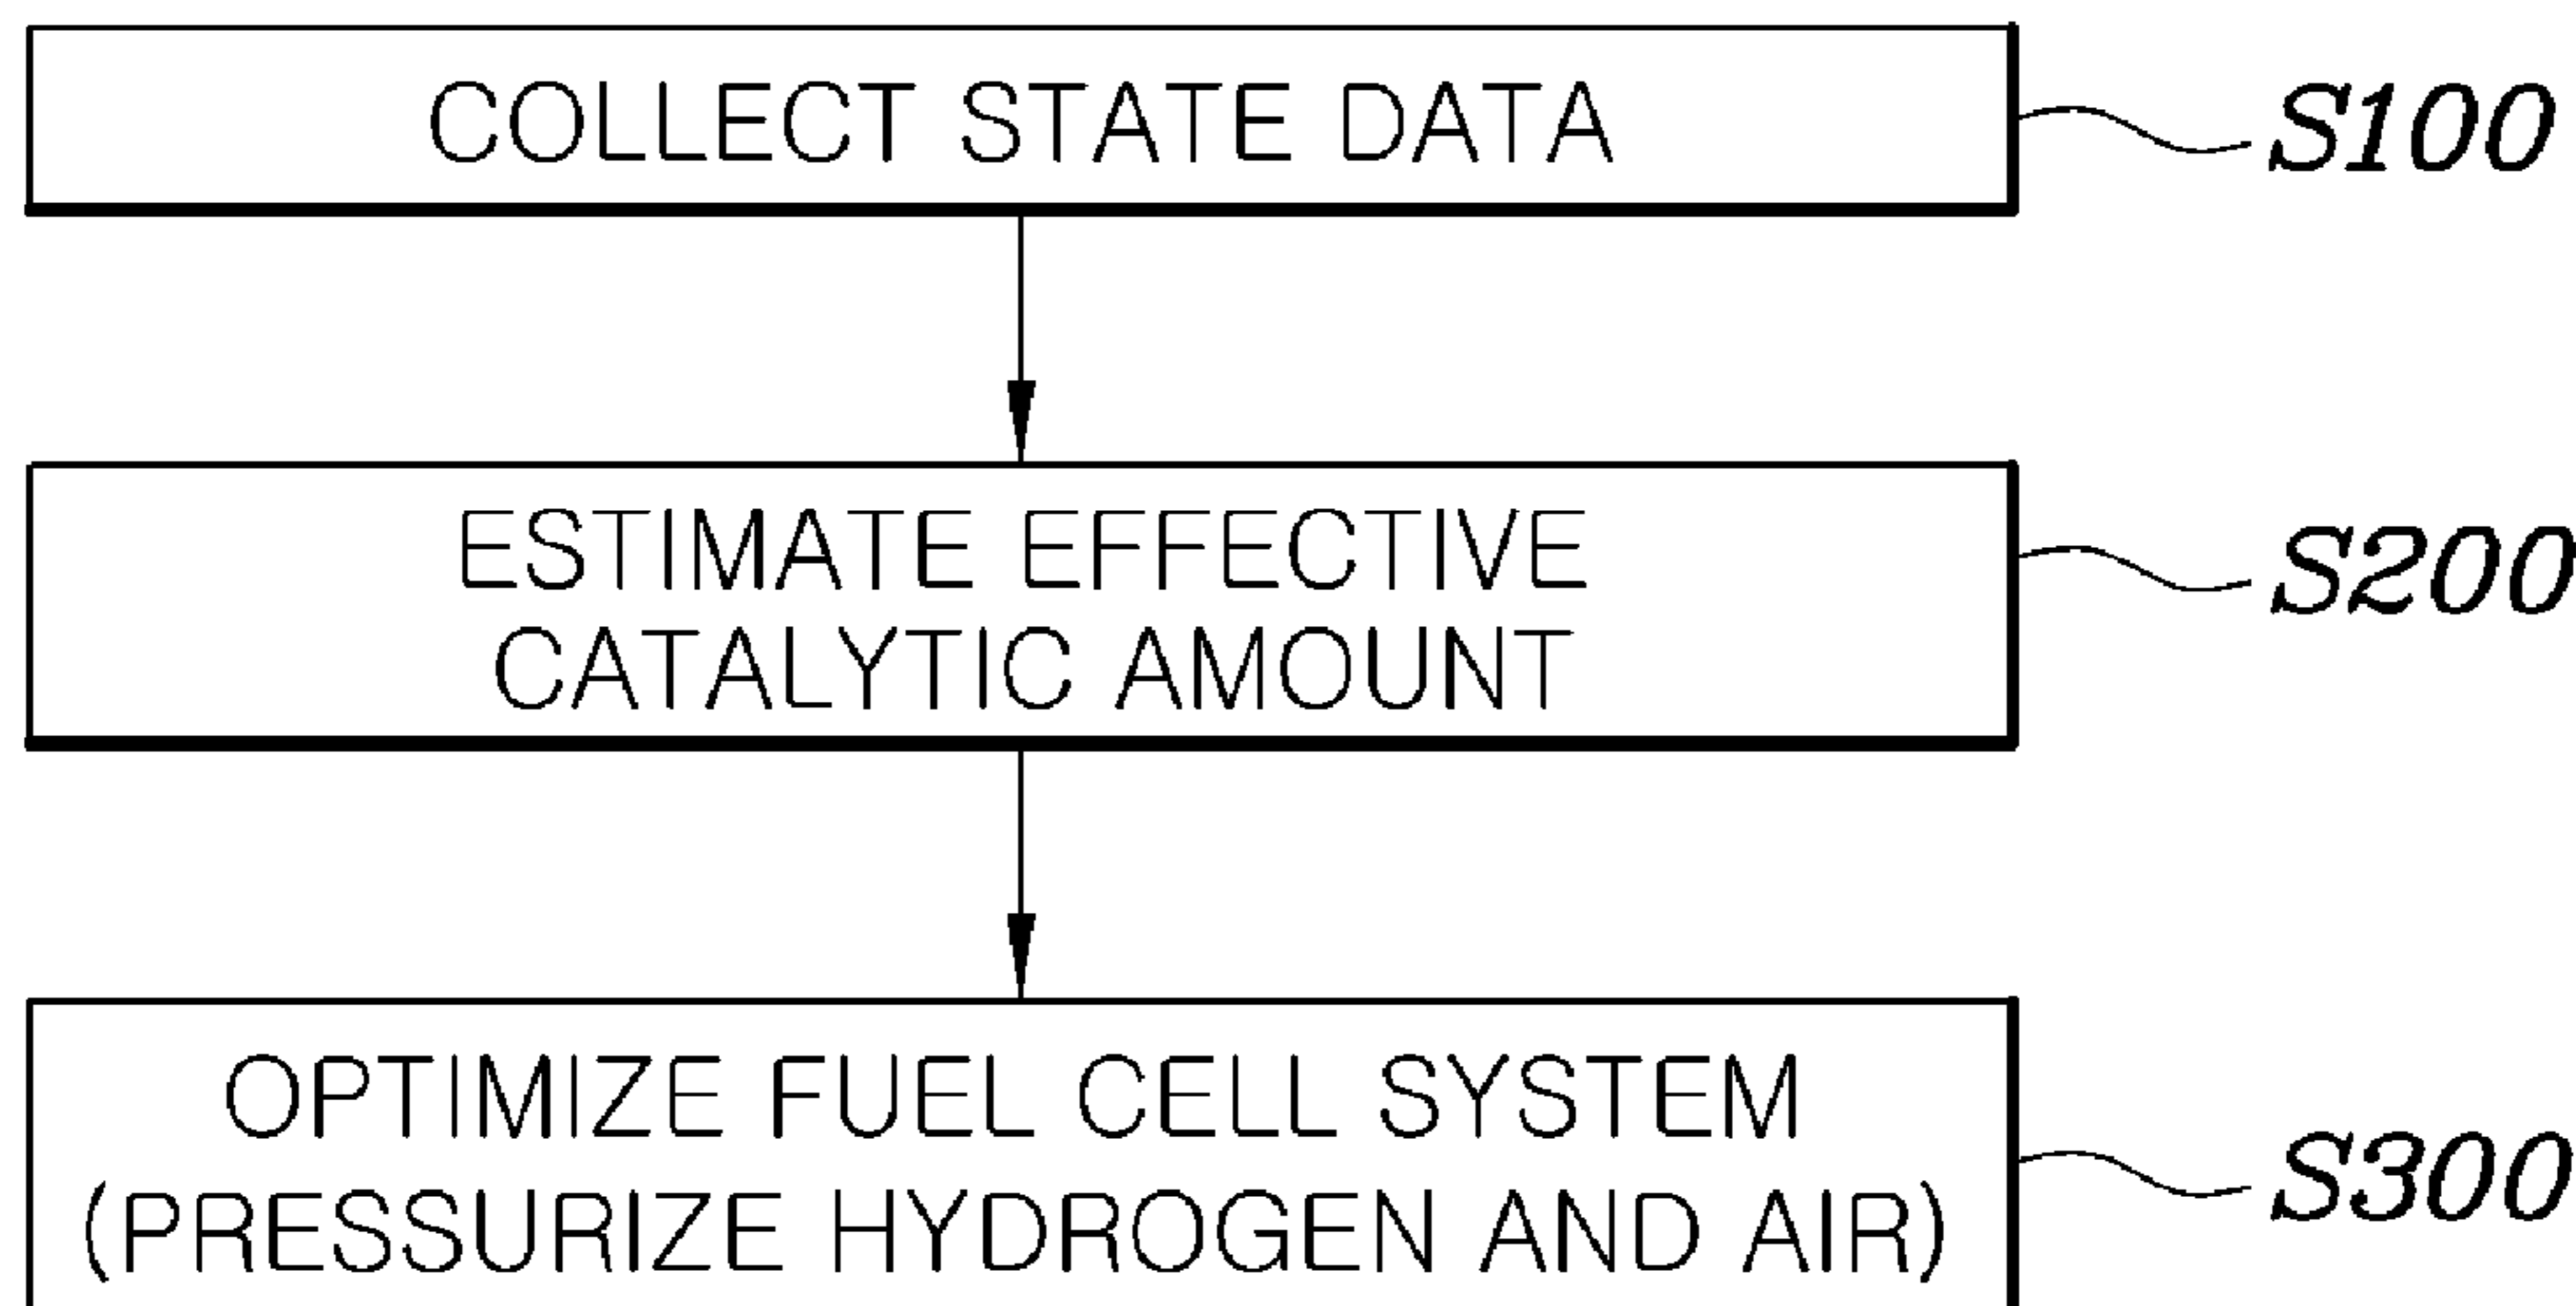 COLLECT STATE DATA
S100
ESTIMATE EFFECTIVE
CATALYTIC AMOUNT
S200
OPTIMIZE FUEL CELL SYSTEM
(PRESSURIZE HYDROGEN AND AIR)
S300